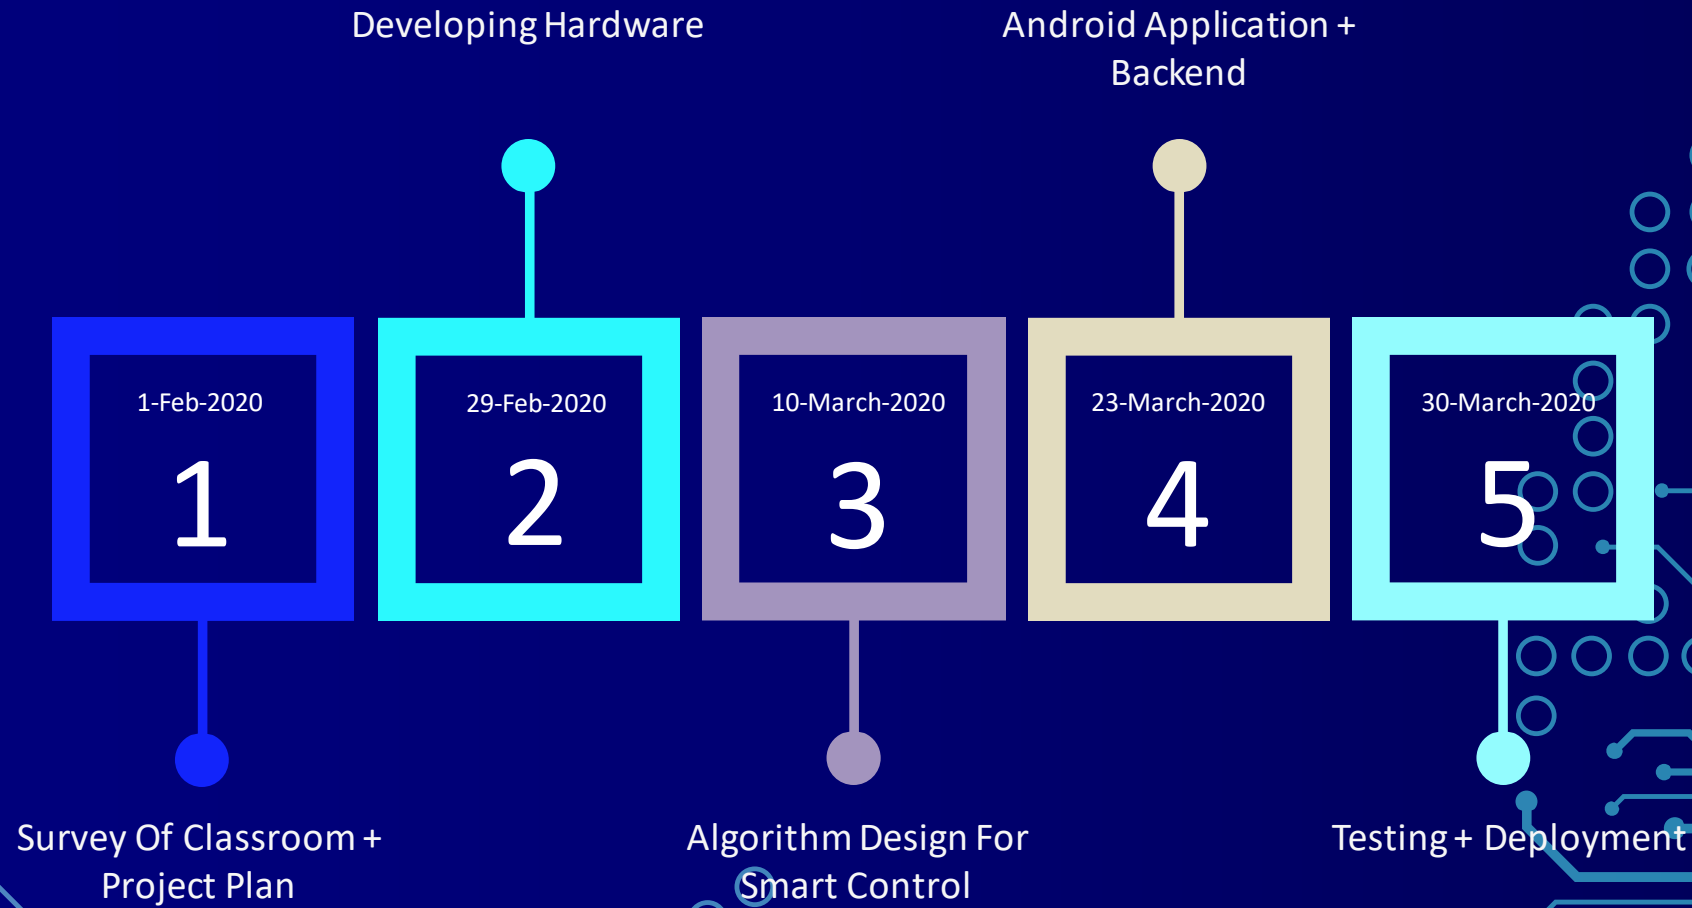 Developing Hardware
Android Application +
Backend
1-Feb-2020
1
29-Feb-2020
2
10-March-2020
3
23-March-2020
4
30-March-2020
5
Survey Of Classroom +
Project Plan
Algorithm Design For
Smart Control
Testing + Deployment